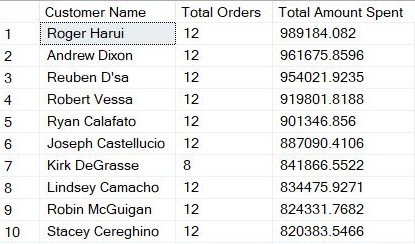 Customer Name Total Orders Total Amount Spent
1 Roger Harui 12 989184.082
2 Andrew Dixon 12 961675.8596
3 Reuben D'sa 12 954021.9235
4 Robert Vessa 12 919801.8188
5 Ryan Calafato 12 901346.856
6 Joseph Castellucio 12 887090.4106
7 Kirk DeGrasse 8 841866.5522
8 Lindsey Camacho 12 834475.9271
9 Robin McGuigan 12 824331.7682
10 Stacey Cereghino 12 820383.5466